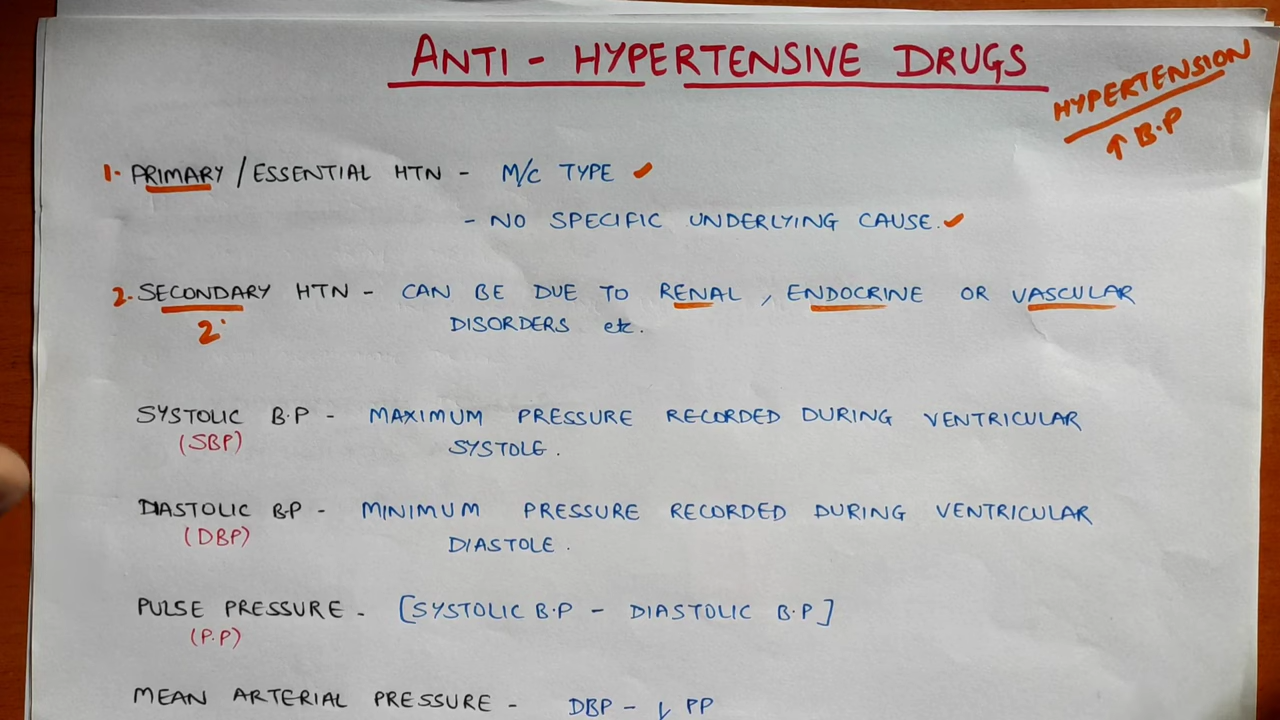 ANTI - HYPERTENSIVE DRUGS
HYPERTENSION
↑ B.P
1. PRIMARY / ESSENTIAL HTN - M/C TYPE
- NO SPECIFIC UNDERLYING CAUSE.
2. SECONDARY HTN - CAN BE DUE TO RENAL, ENDOCRINE OR VASCULAR
2°
DISORDERS etc.
SYSTOLIC B.P - MAXIMUM PRESSURE RECORDED DURING VENTRICULAR
(SBP) SYSTOLE.
DIASTOLIC B.P - MINIMUM PRESSURE RECORDED DURING VENTRICULAR
(DBP) DIASTOLE.
PULSE PRESSURE - [SYSTOLIC B.P - DIASTOLIC B.P]
(P.P)
MEAN ARTERIAL PRESSURE - DBP - PP